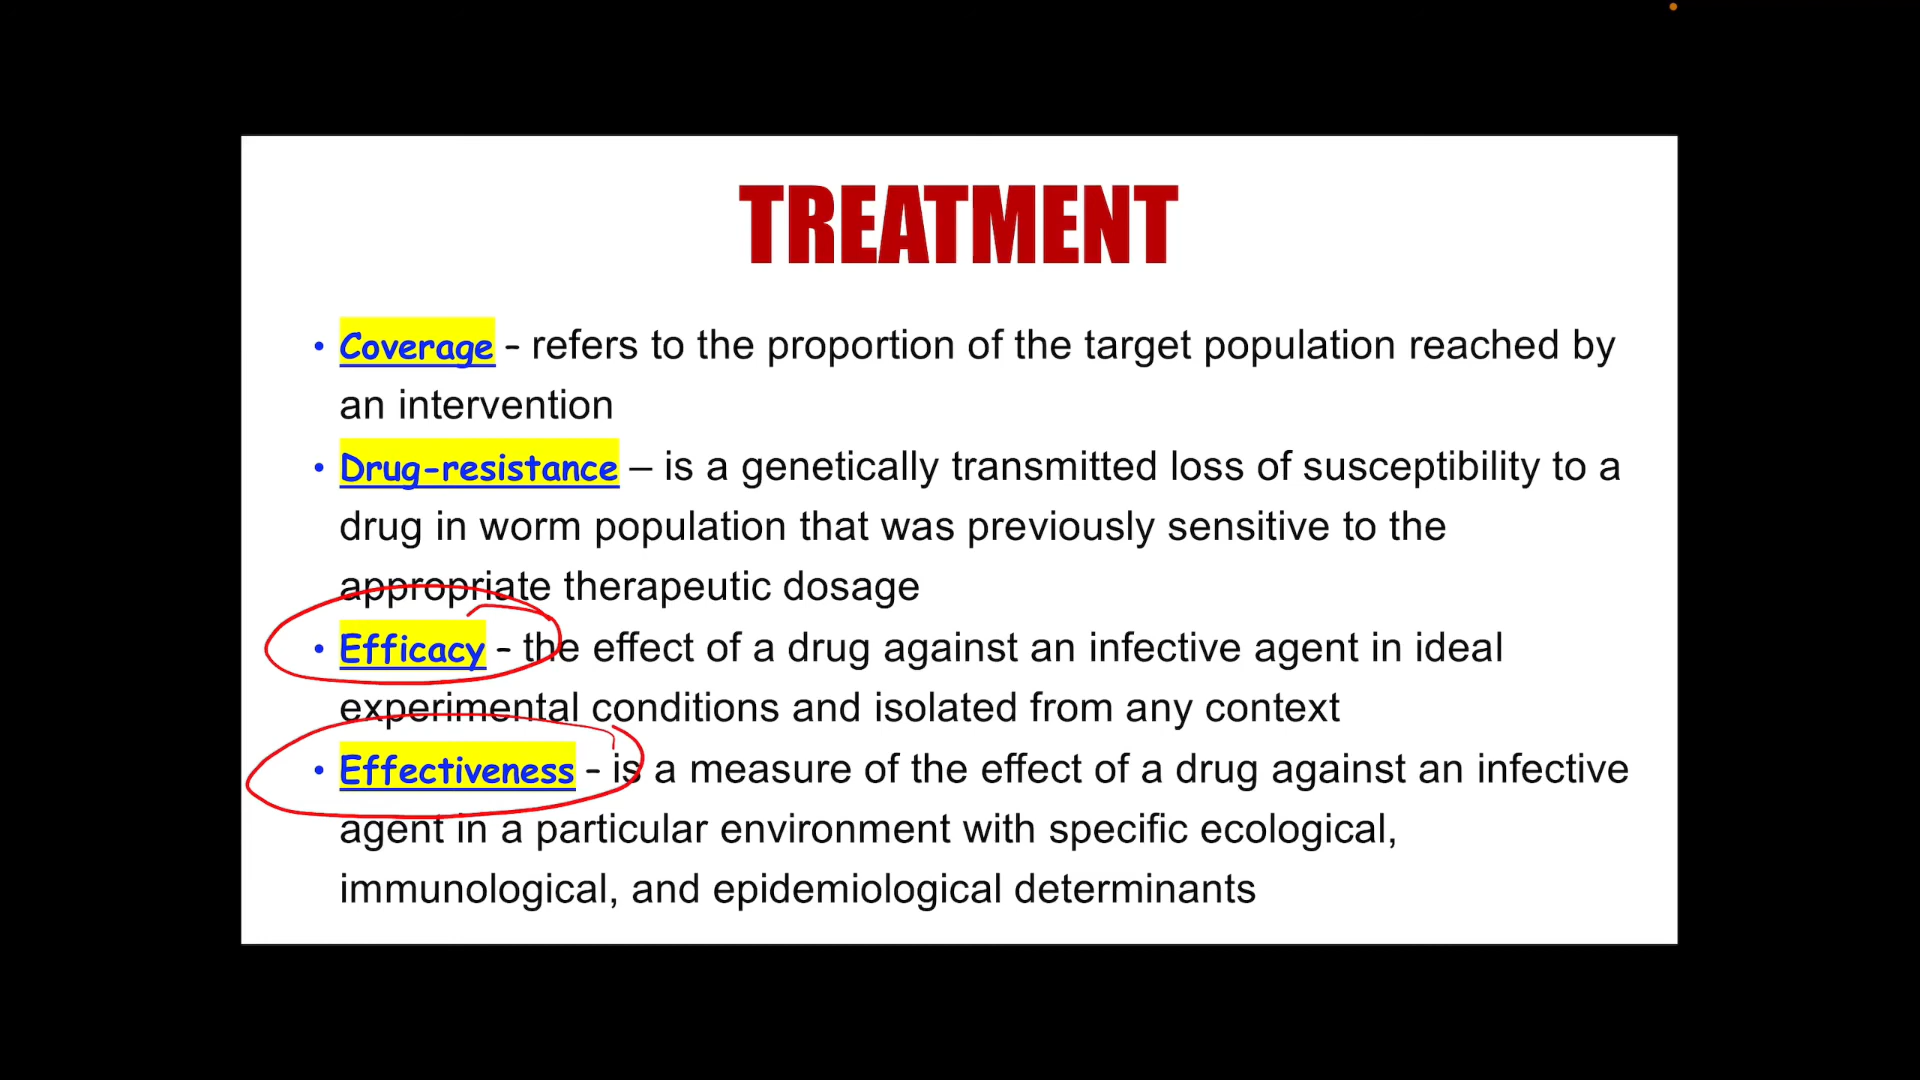 TREATMENT
• Coverage - refers to the proportion of the target population reached by
an intervention
• Drug-resistance – is a genetically transmitted loss of susceptibility to a
drug in worm population that was previously sensitive to the
appropriate therapeutic dosage
• Efficacy - the effect of a drug against an infective agent in ideal
experimental conditions and isolated from any context
• Effectiveness - is a measure of the effect of a drug against an infective
agent in a particular environment with specific ecological,
immunological, and epidemiological determinants